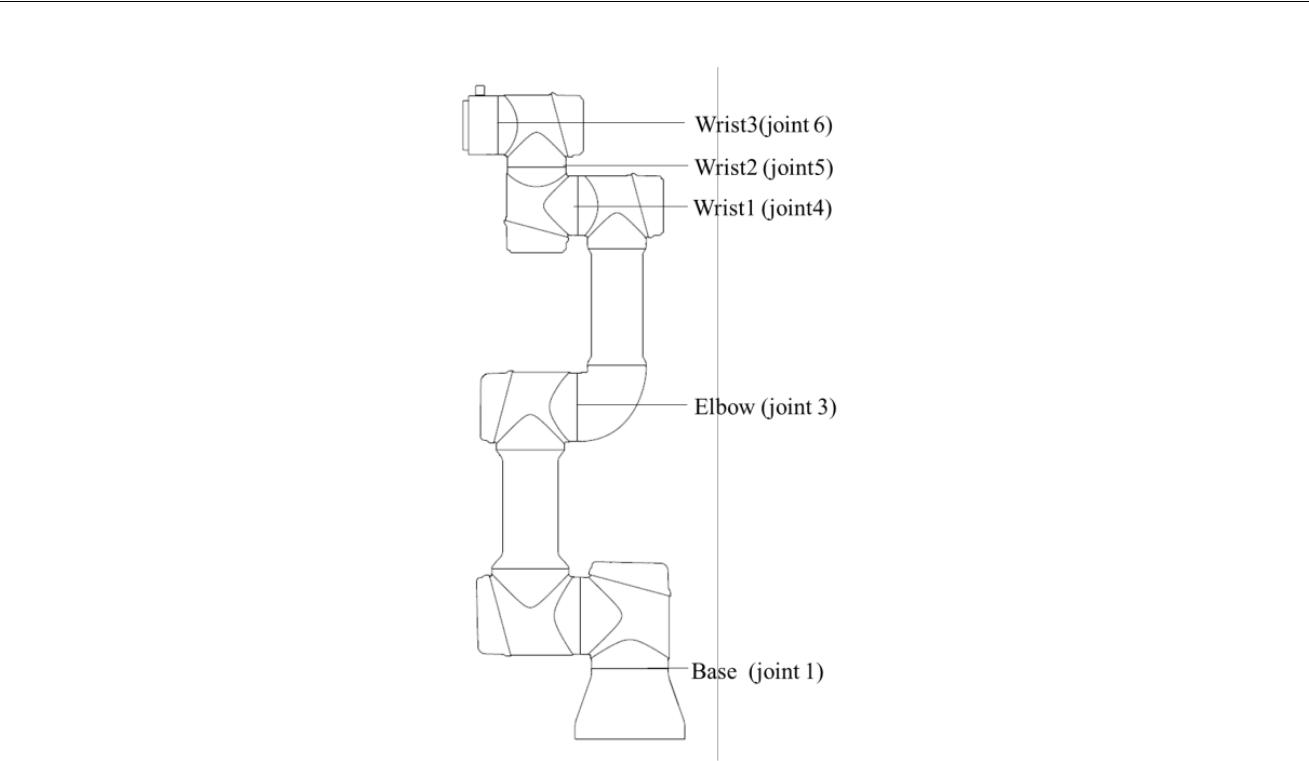 Wrist3(joint 6)
Wrist2 (joint5)
Wrist1 (joint4)
Elbow (joint 3)
Base (joint 1)